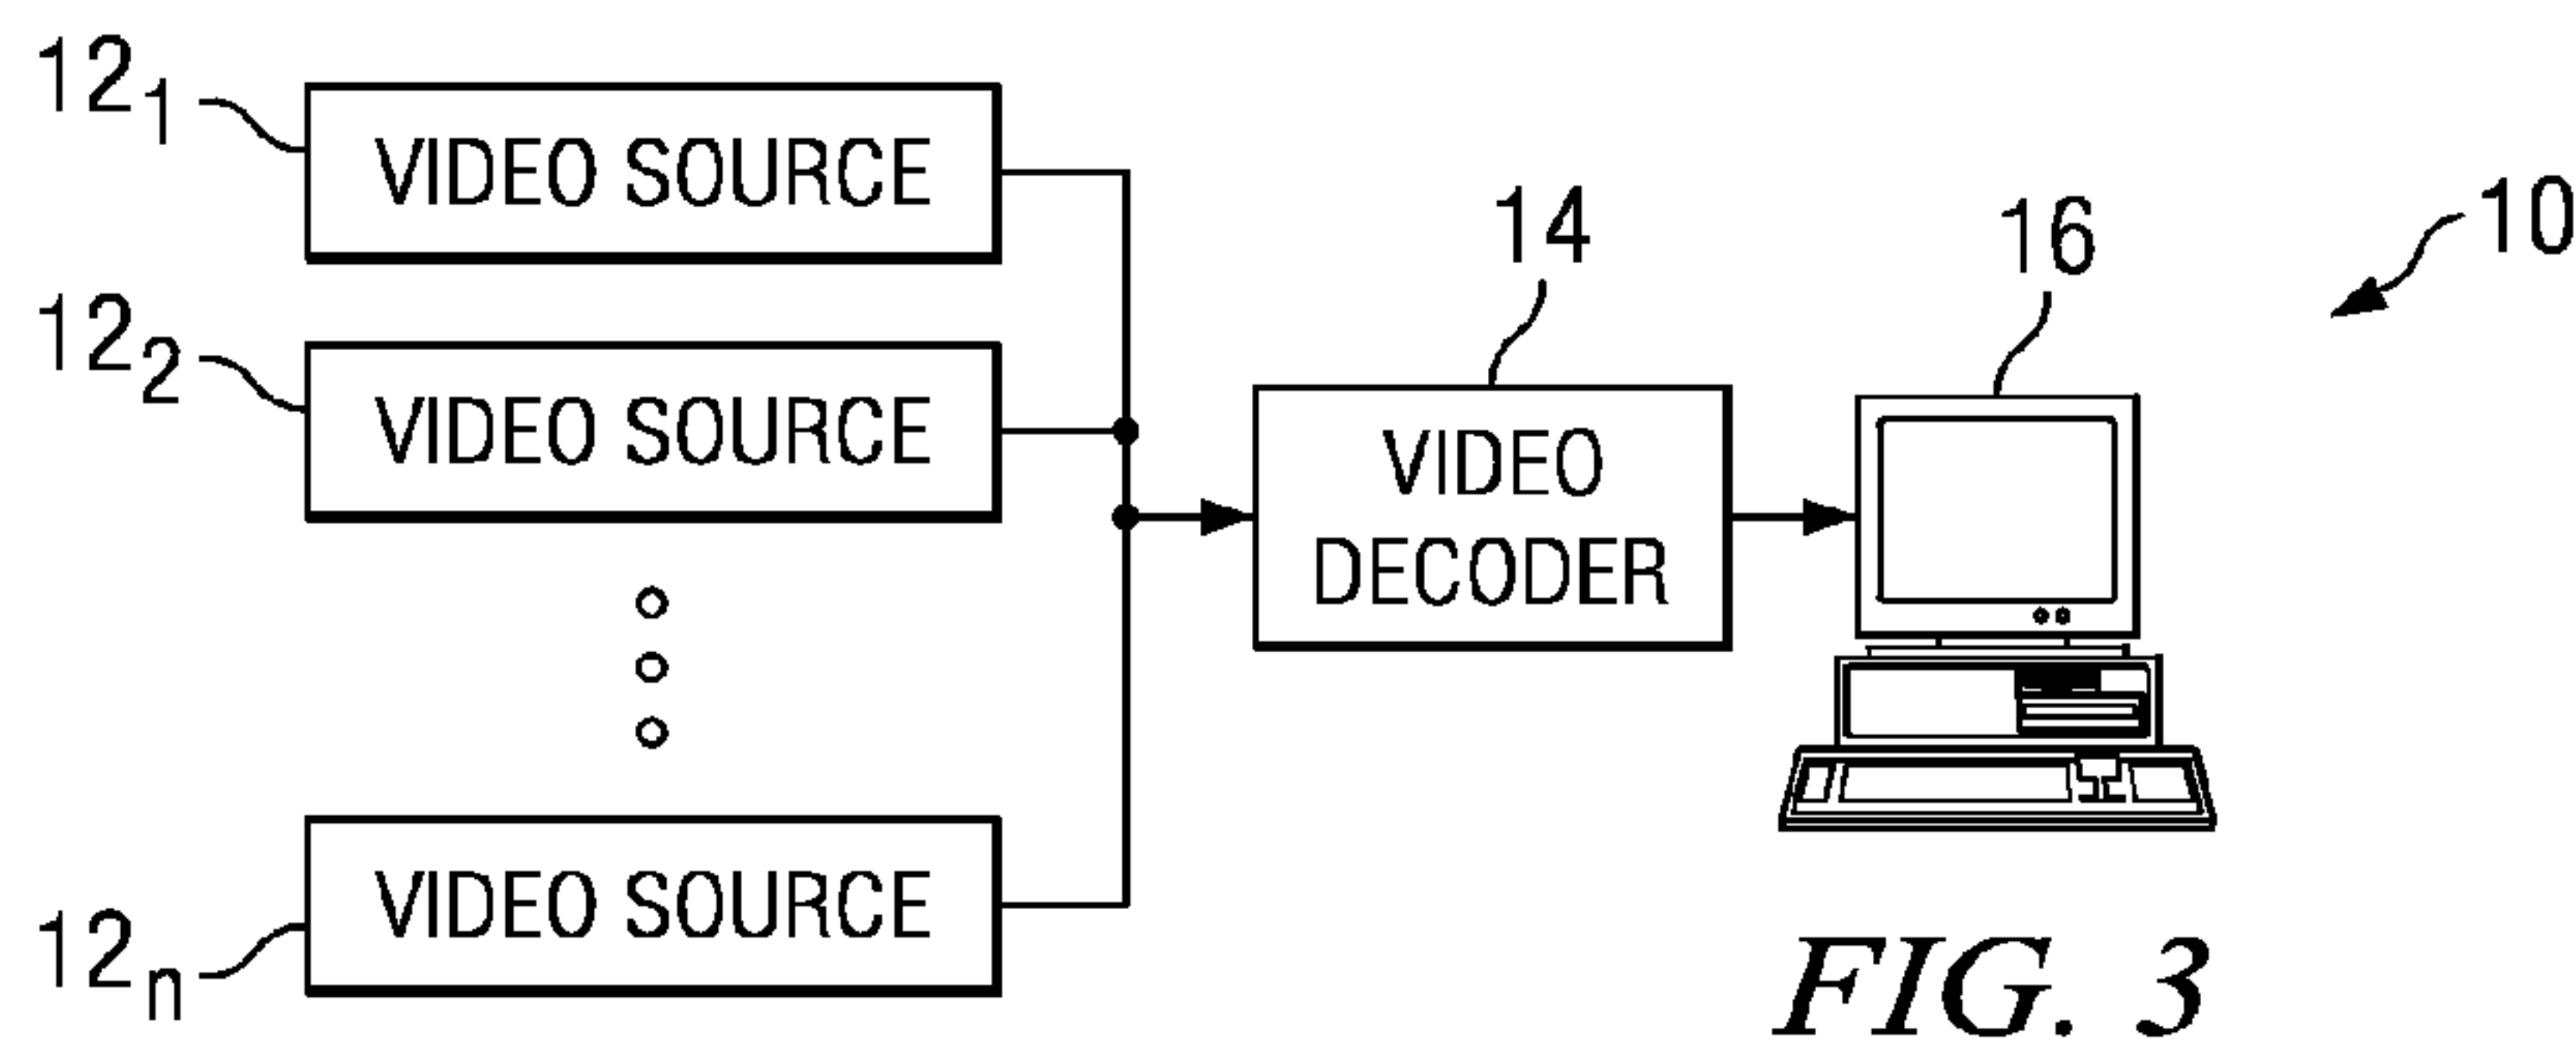 12₁
VIDEO SOURCE
12₂
VIDEO SOURCE
12ₙ
VIDEO SOURCE
14
VIDEO
DECODER
16
10
FIG. 3